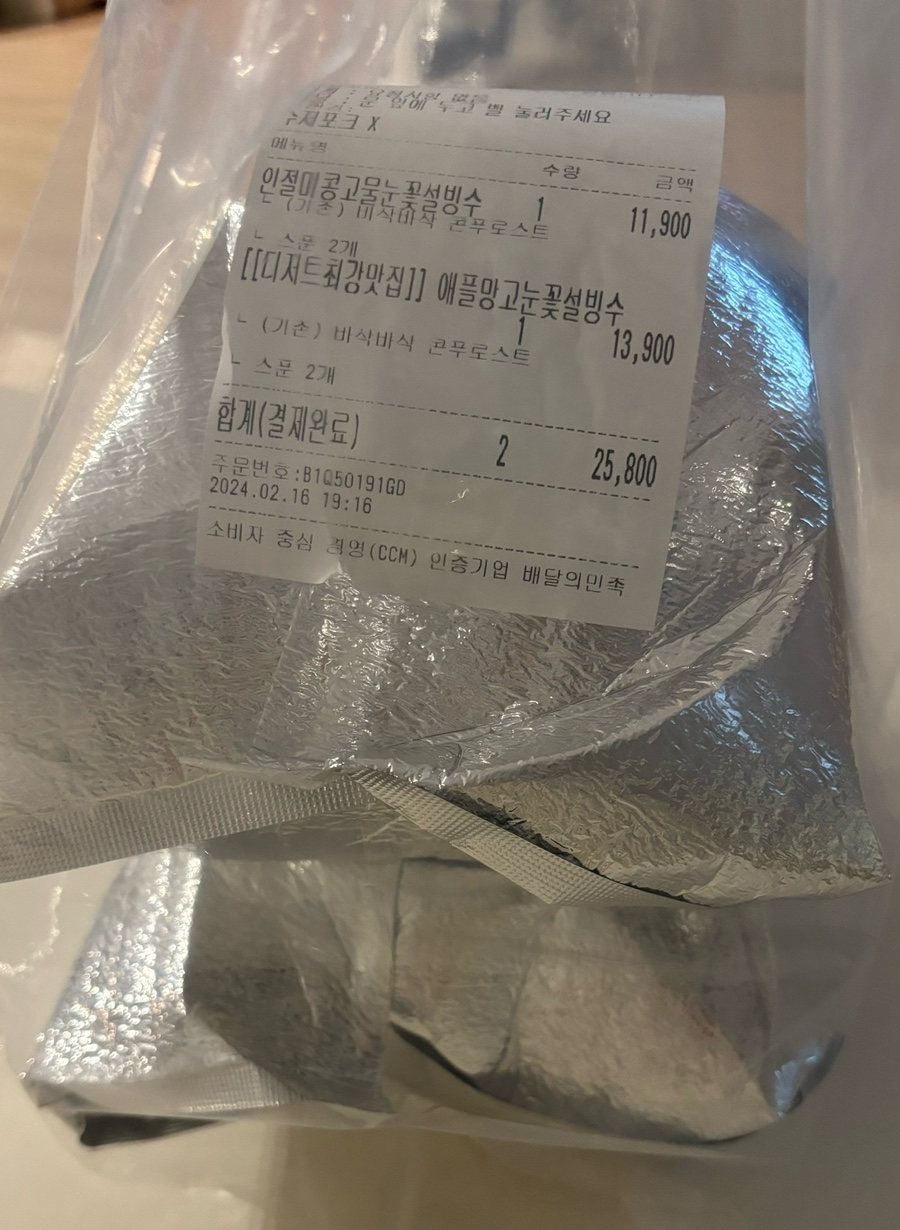 문 앞에 두고 벨 눌러주세요
수저포크 X
메뉴명 수량 금액
인절미콩고물눈꽃설빙수 1 11,900
(기존) 바삭바삭 콘푸로스트
ㄴ 스푼 2개
[[디저트최강맛집]] 애플망고눈꽃설빙수
1 13,900
ㄴ (기존) 바삭바삭 콘푸로스트
ㄴ 스푼 2개
합계(결제완료) 2 25,800
주문번호:B1Q50191GD
2024.02.16 19:16
소비자 중심 경영(CCM) 인증기업 배달의민족